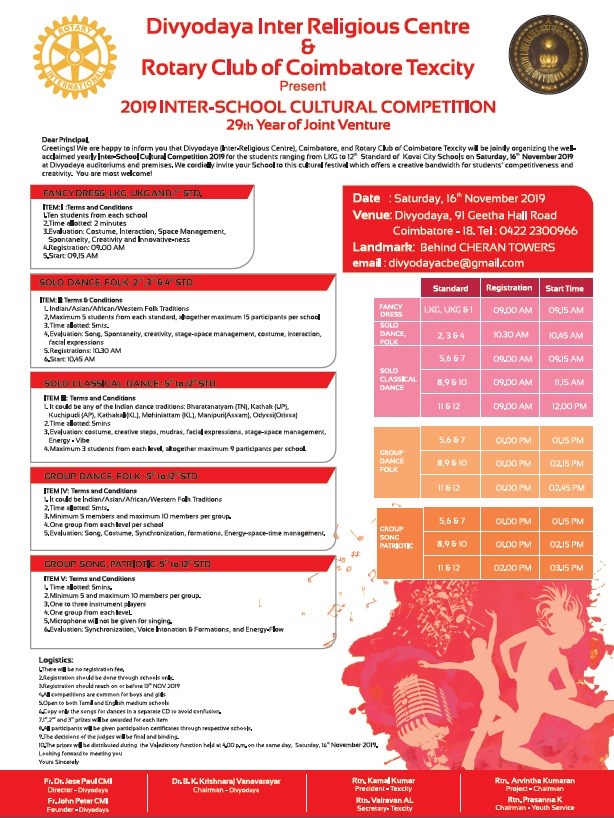 ROTARY
INTERNATIONAL
Divyodaya Inter Religious Centre
&
Rotary Club of Coimbatore Texcity
Present
2019 INTER-SCHOOL CULTURAL COMPETITION
29th Year of Joint Venture
Dear Principal,
Greetings! We are happy to inform you that Divyodaya (Inter-Religious Centre), Coimbatore, and Rotary Club of Coimbatore Texcity will be jointly organizing the well-
acclaimed yearly Inter-School Cultural Competition 2019 for the students ranging from LKG to 12th Standard of Kovai City Schools on Saturday, 16th November 2019
at Divyodaya auditoriums and premises. We cordially invite your School to this cultural festival which offers a creative bandwidth for students' competitiveness and
creativity. You are most welcome!
FANCY DRESS, LKG, UKG AND 1st STD.
ITEM: I :Terms and Conditions
1.Ten students from each school
2.Time allotted: 2 minutes
3.Evaluation: Costume, Interaction, Space Management,
Spontaneity, Creativity and Innovative-ness
4.Registration: 09.00 AM
5.Start: 09.15 AM
SOLO DANCE, FOLK: 2nd, 3rd & 4th STD
ITEM: II: Terms & Conditions
1. Indian/Asian/African/Western Folk Traditions
2.Maximum 5 students from each standard, altogether maximum 15 participants per school
3.Time allotted: 5mts.
4.Evaluation: Song, Spontaneity, creativity, stage-space management, costume, interaction,
facial expressions
5.Registrations: 10.30 AM
6.Start: 10.45 AM
SOLO CLASSICAL DANCE: 5th to 12th STD
ITEM III: Terms and Conditions
1. It could be any of the Indian dance traditions: Bharatanatyam (TN), Kathak (UP),
Kuchipudi (AP), Kathakali(KL), Mohiniattam (KL), Manipuri(Assam), Odyssi(Orissa)
2.Time allotted: 5mins
3.Evaluation: costume, creative steps, mudras, facial expressions, stage-space management,
Energy - Vibe
4.Maximum 3 students from each level, altogether maximum 9 participants per school.
GROUP DANCE, FOLK: 5th to 12th STD
ITEM IV: Terms and Conditions
1. It could be Indian/Asian/African/Western Folk Traditions
2.Time allotted: 5mts.
3.Minimum 5 members and maximum 10 members per group.
4.One group from each level per school
5.Evaluation: Song, Costume, Synchronization, formations, Energy-space-time management.
GROUP SONG, PATRIOTIC: 5th to 12th STD
ITEM V: Terms and Conditions
1. Time allotted: 5mins.
2.Minimum 5 and maximum 10 members per group.
3.One to three instrument players
4.One group from each level.
5.Microphone will not be given for singing.
6.Evaluation: Synchronization, Voice Intonation & Formations, and Energy-Flow
Date : Saturday, 16th November 2019
Venue: Divyodaya, 91 Geetha Hall Road
Coimbatore - 18. Tel : 0422 2300966
Landmark: Behind CHERAN TOWERS
email : divyodayacbe@gmail.com
Standard Registration Start Time
FANCY DRESS LKG, UKG & 1 09.00 AM 09.15 AM
SOLO DANCE, FOLK 2, 3 & 4 10.30 AM 10.45 AM
SOLO CLASSICAL DANCE 5, 6 & 7 09.00 AM 09.15 AM
8, 9 & 10 09.00 AM 11.15 AM
11 & 12 09.00 AM 12.00 PM
GROUP DANCE FOLK 5, 6 & 7 01.00 PM 01.15 PM
8, 9 & 10 01.00 PM 02.15 PM
11 & 12 01.00 PM 02.45 PM
GROUP SONG PATRIOTIC 5, 6 & 7 01.00 PM 01.15 PM
8, 9 & 10 01.00 PM 02.15 PM
11 & 12 02.00 PM 03.15 PM
Logistics:
1.There will be no registration fee.
2.Registration should be done through schools only.
3.Registration should reach on or before 13th NOV 2019
4.All competitions are common for boys and girls
5.Open to both Tamil and English medium schools
6.Copy only the songs for dances in a separate CD to avoid confusion.
7.1st, 2nd and 3rd prizes will be awarded for each item
8.All participants will be given participation certificates through respective schools.
9.The decisions of the judges will be final and binding.
10.The prizes will be distributed during the Valedictory function held at 4.00 p.m. on the same day, Saturday, 16th November 2019.
Looking forward to meeting you
Yours Sincerely
Fr. Dr. Jose Paul CMI
Director - Divyodaya
Fr. John Peter CMI
Founder - Divyodaya
Dr. B. K. Krishnaraj Vanavarayar
Chairman - Divyodaya
Rtn. Kamal Kumar
President - Texcity
Rtn. Vairavan AL
Secretary- Texcity
Rtn. Arvintha Kumaran
Project - Chairman
Rtn. Prasanna K
Chairman - Youth Service